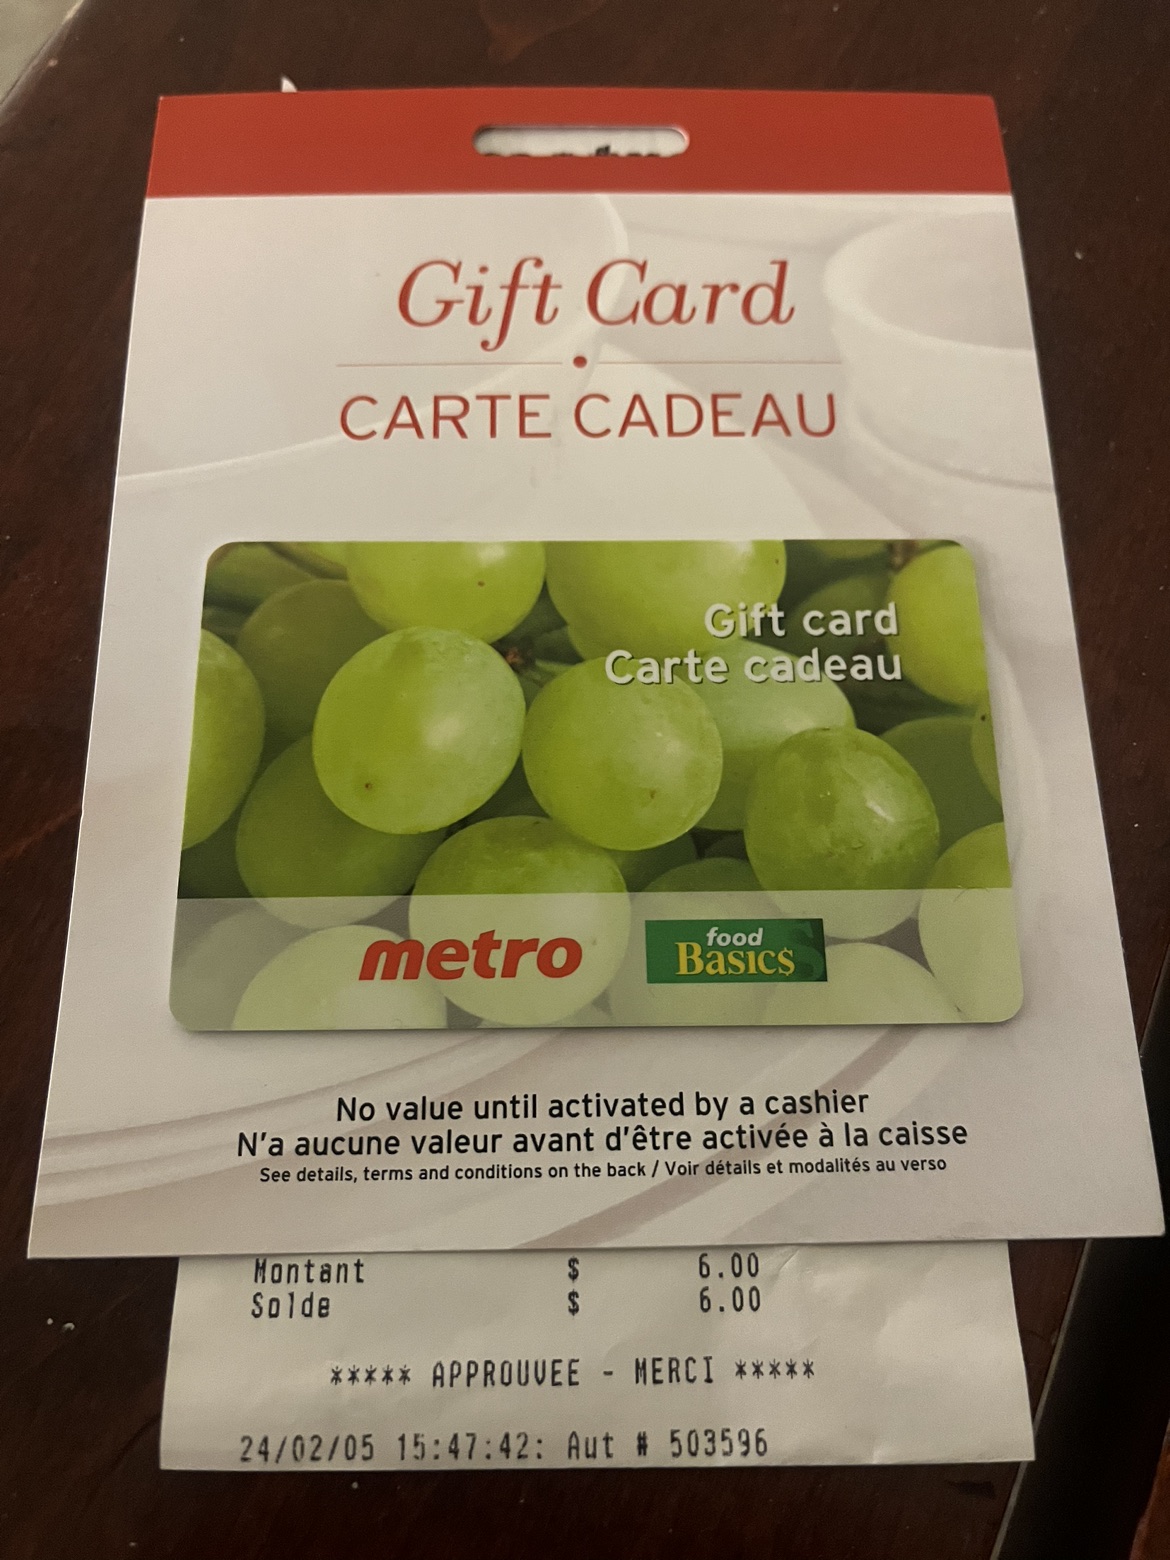 Gift Card
CARTE CADEAU
Gift card
Carte cadeau
metro
food
Basic$
No value until activated by a cashier
N'a aucune valeur avant d'être activée à la caisse
See details, terms and conditions on the back / Voir détails et modalités au verso
Montant $ 6.00
Solde $ 6.00
***** APPROUVEE - MERCI *****
24/02/05 15:47:42: Aut # 503596